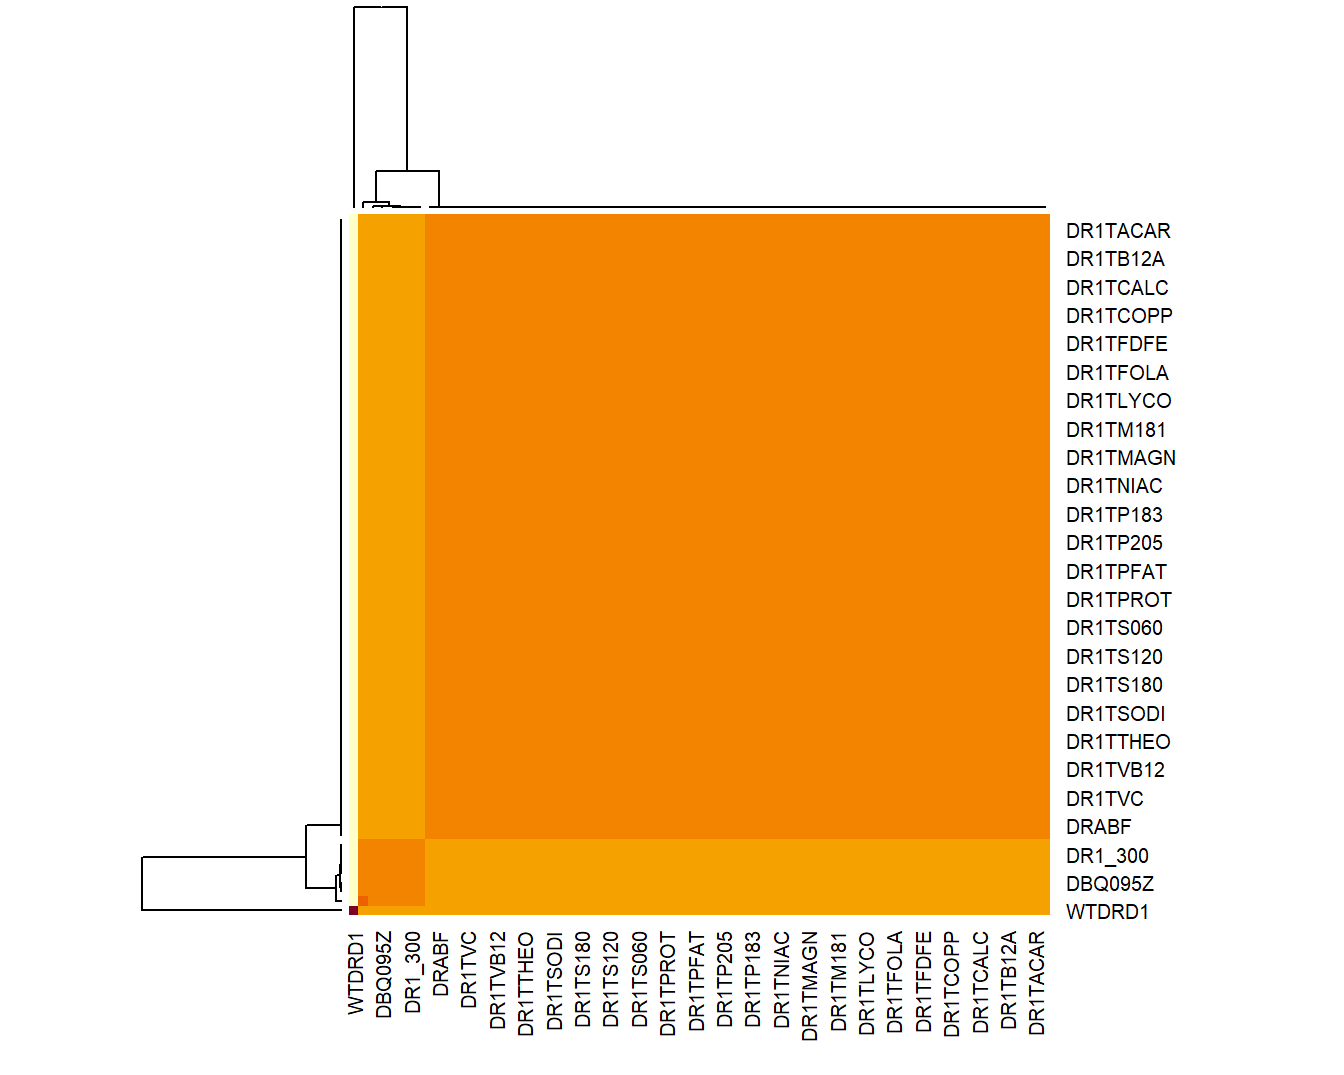 DR1TACAR
DR1TB12A
DR1TCALC
DR1TCOPP
DR1TFDFE
DR1TFOLA
DR1TLYCO
DR1TM181
DR1TMAGN
DR1TNIAC
DR1TP183
DR1TP205
DR1TPFAT
DR1TPROT
DR1TS060
DR1TS120
DR1TS180
DR1TSODI
DR1TTHEO
DR1TVB12
DR1TVC
DRABF
DR1_300
DBQ095Z
WTDRD1
WTDRD1
DBQ095Z
DR1_300
DRABF
DR1TVC
DR1TVB12
DR1TTHEO
DR1TSODI
DR1TS180
DR1TS120
DR1TS060
DR1TPROT
DR1TPFAT
DR1TP205
DR1TP183
DR1TNIAC
DR1TMAGN
DR1TM181
DR1TLYCO
DR1TFOLA
DR1TFDFE
DR1TCOPP
DR1TCALC
DR1TB12A
DR1TACAR